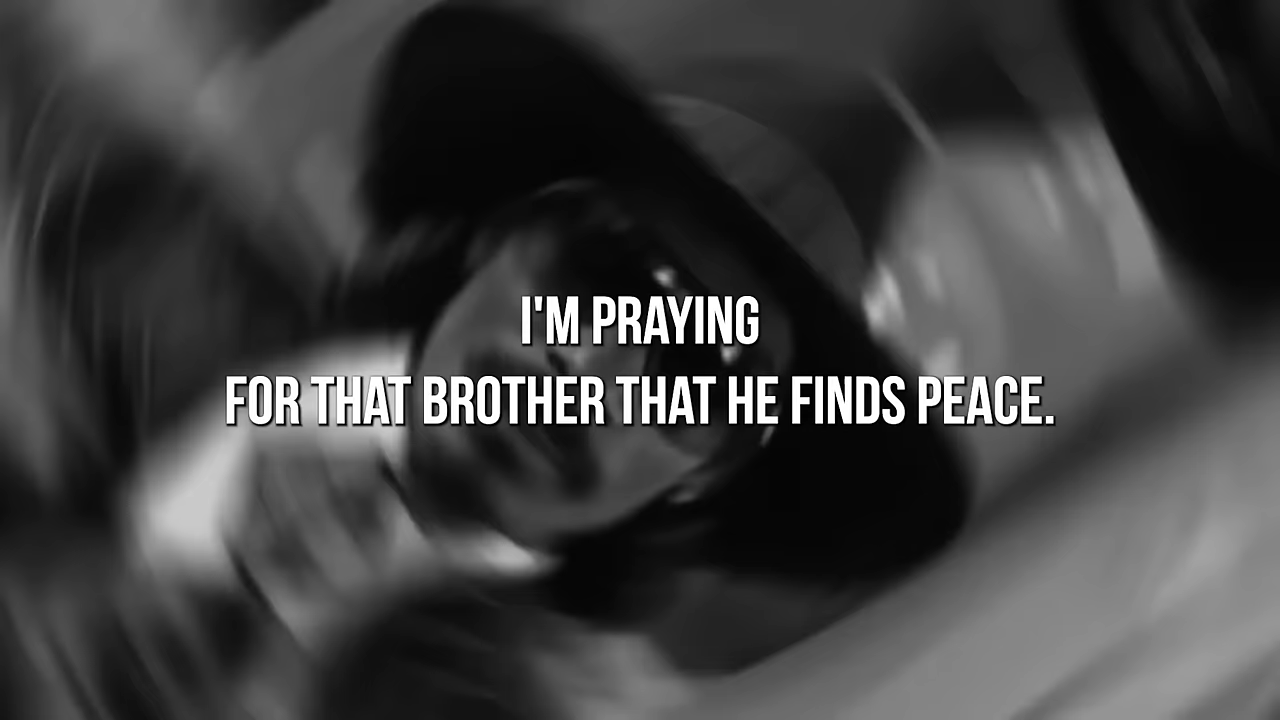 I'M PRAYING
FOR THAT BROTHER THAT HE FINDS PEACE.